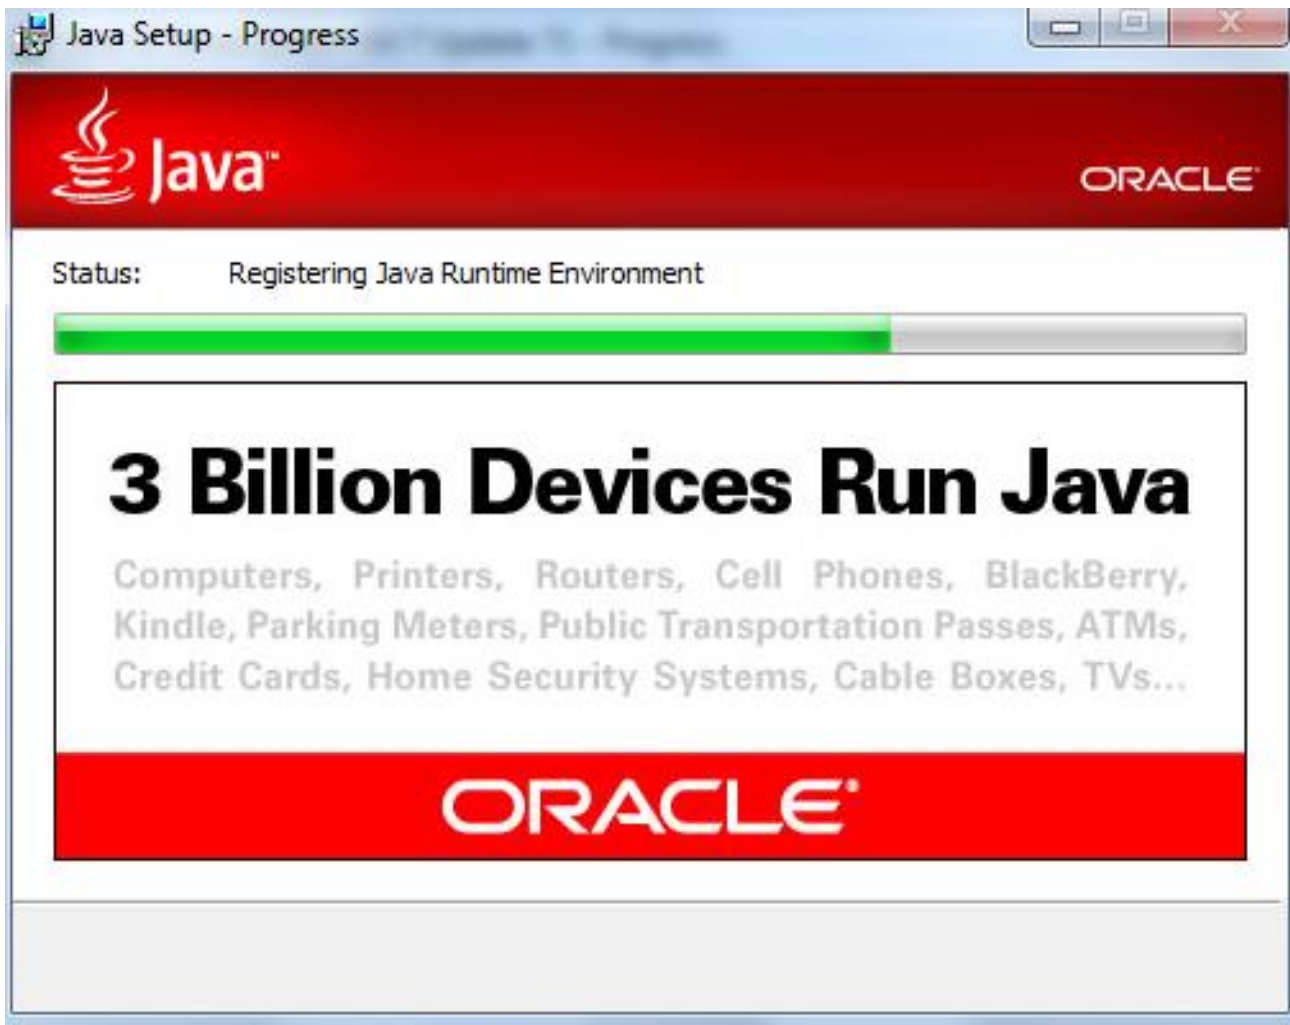 Java Setup - Progress
Java™
ORACLE®
Status: Registering Java Runtime Environment
3 Billion Devices Run Java
Computers, Printers, Routers, Cell Phones, BlackBerry,
Kindle, Parking Meters, Public Transportation Passes, ATMs,
Credit Cards, Home Security Systems, Cable Boxes, TVs...
ORACLE®